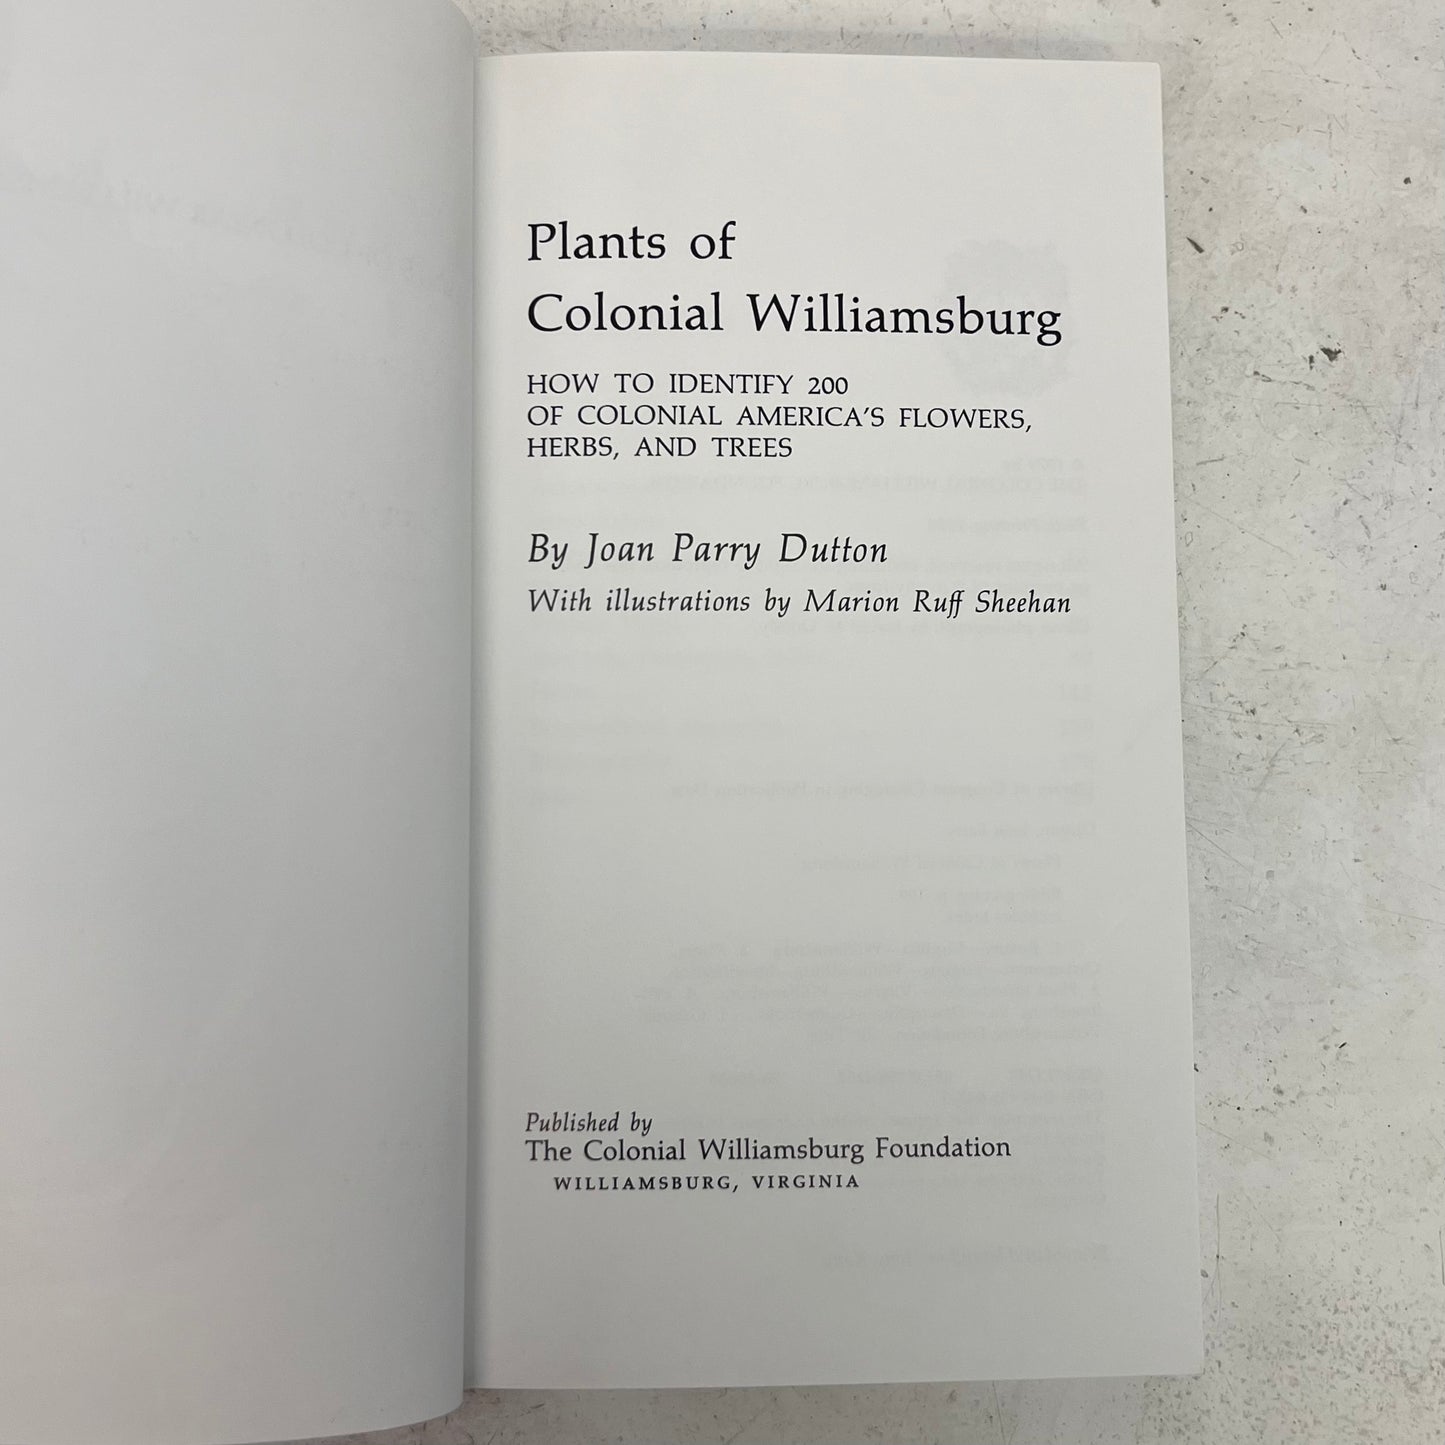 Plants of
Colonial Williamsburg
HOW TO IDENTIFY 200
OF COLONIAL AMERICA'S FLOWERS,
HERBS, AND TREES
By Joan Parry Dutton
With illustrations by Marion Ruff Sheehan
Published by
The Colonial Williamsburg Foundation
WILLIAMSBURG, VIRGINIA